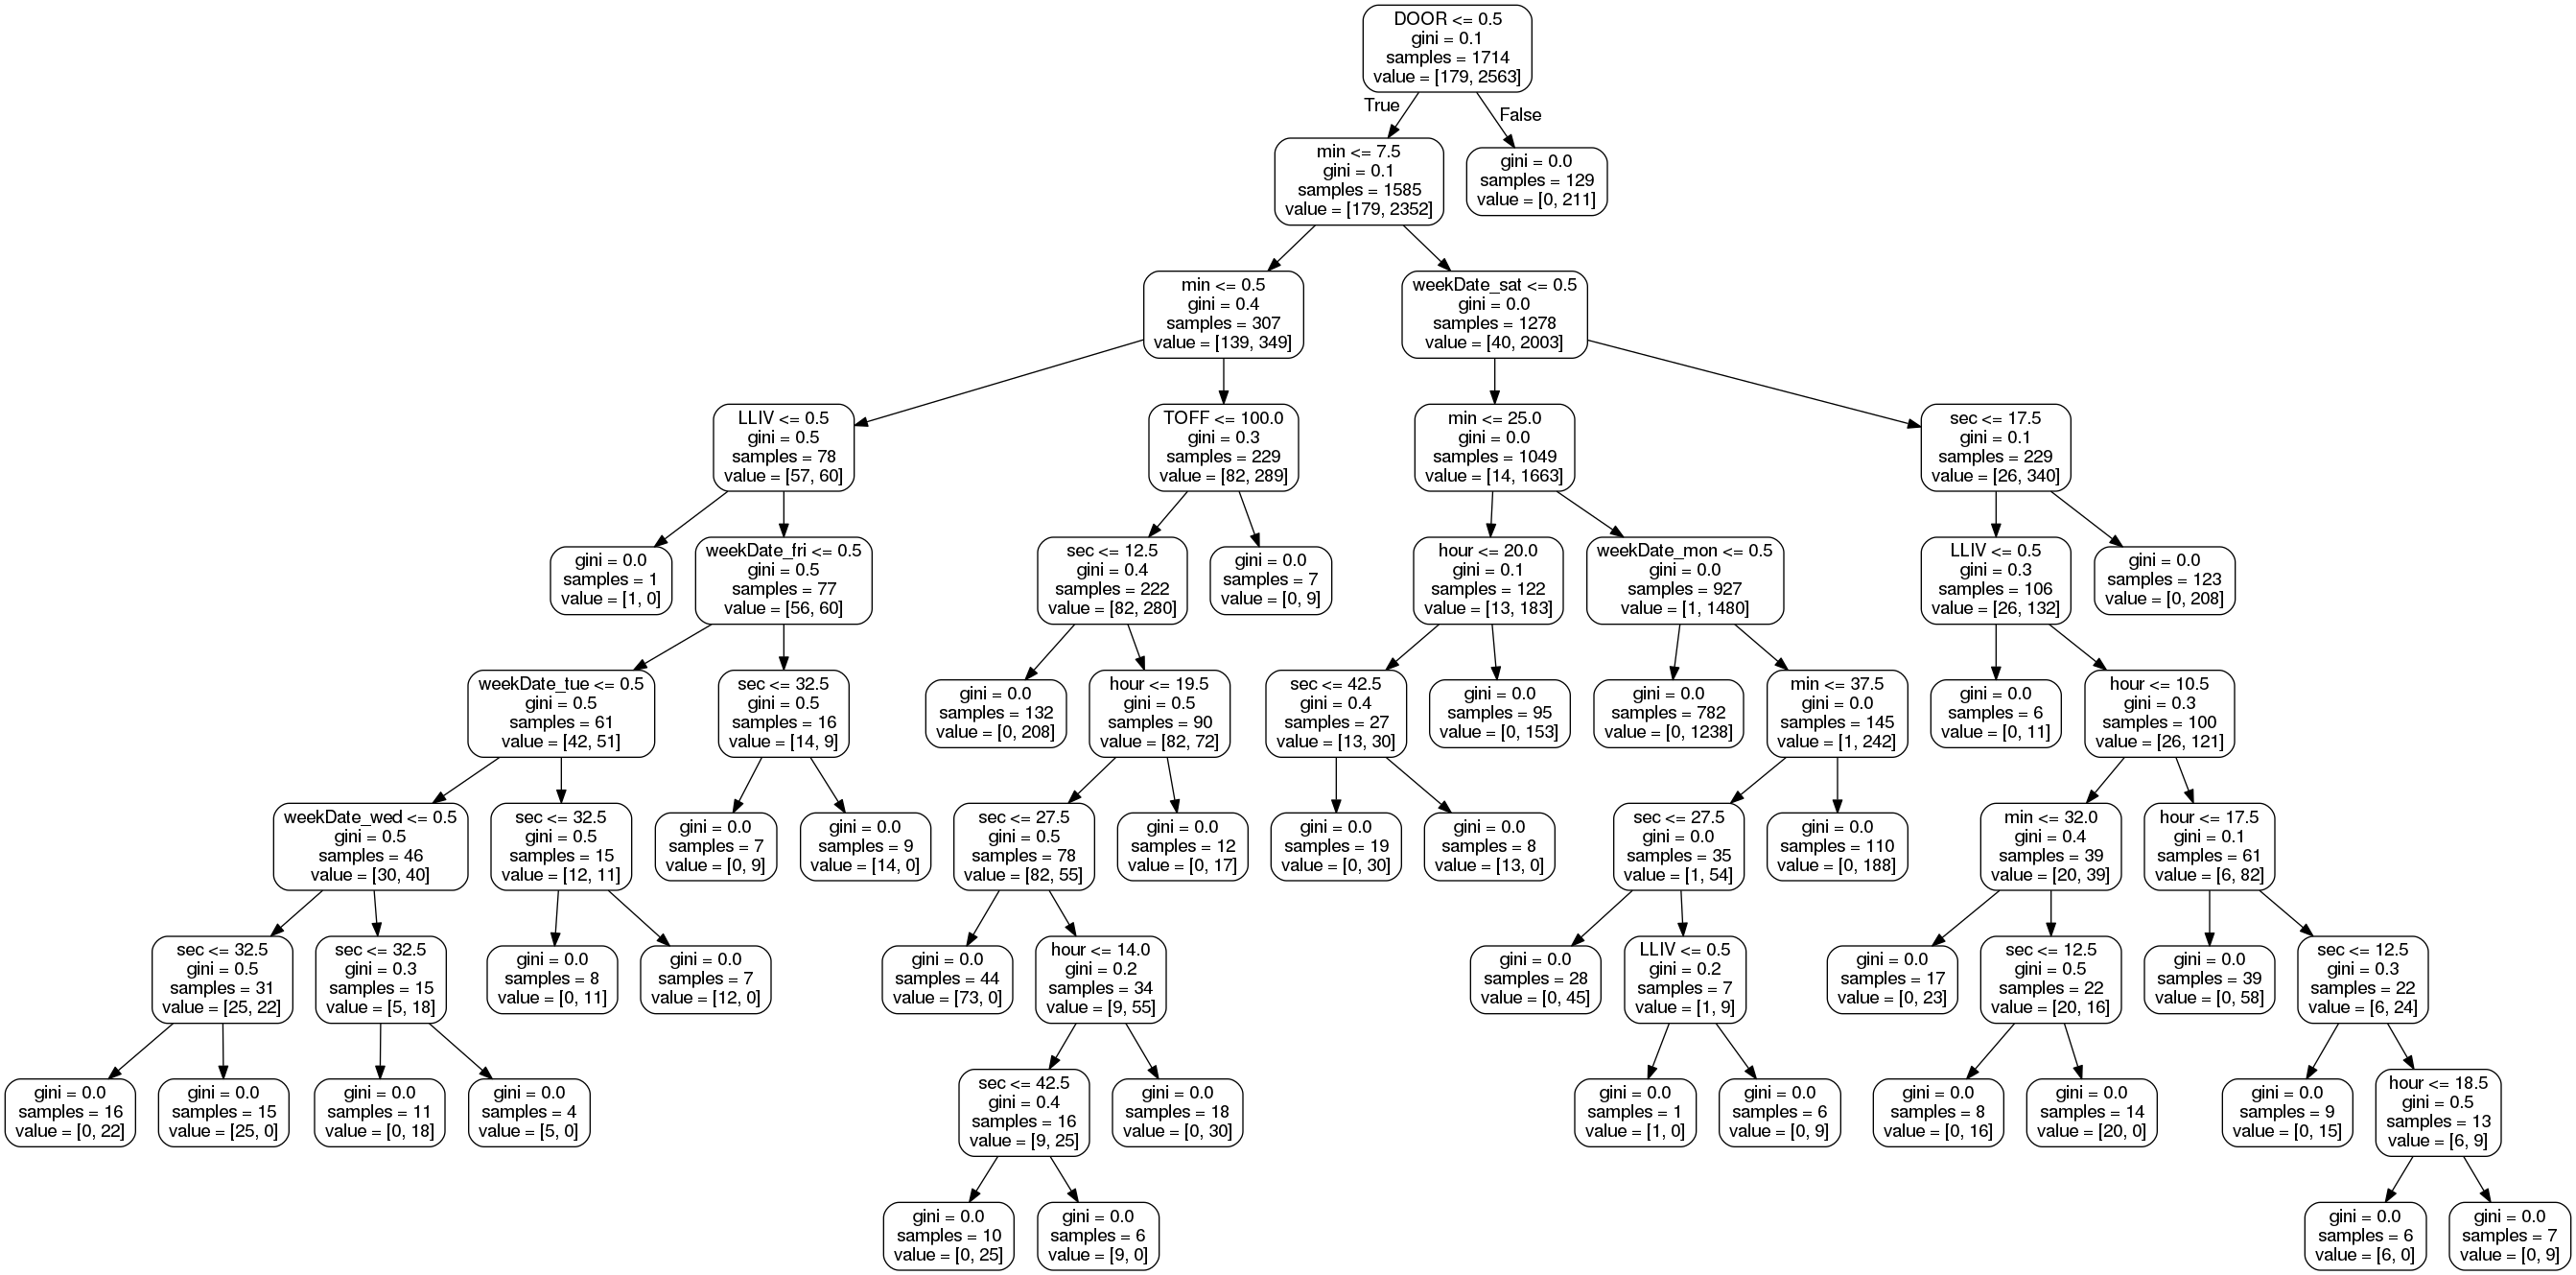 DOOR <= 0.5
gini = 0.1
samples = 1714
value = [179, 2563]
True
False
min <= 7.5
gini = 0.1
samples = 1585
value = [179, 2352]
gini = 0.0
samples = 129
value = [0, 211]
min <= 0.5
gini = 0.4
samples = 307
value = [139, 349]
weekDate_sat <= 0.5
gini = 0.0
samples = 1278
value = [40, 2003]
LLIV <= 0.5
gini = 0.5
samples = 78
value = [57, 60]
TOFF <= 100.0
gini = 0.3
samples = 229
value = [82, 289]
min <= 25.0
gini = 0.0
samples = 1049
value = [14, 1663]
sec <= 17.5
gini = 0.1
samples = 229
value = [26, 340]
gini = 0.0
samples = 1
value = [1, 0]
weekDate_fri <= 0.5
gini = 0.5
samples = 77
value = [56, 60]
sec <= 12.5
gini = 0.4
samples = 222
value = [82, 280]
gini = 0.0
samples = 7
value = [0, 9]
hour <= 20.0
gini = 0.1
samples = 122
value = [13, 183]
weekDate_mon <= 0.5
gini = 0.0
samples = 927
value = [1, 1480]
LLIV <= 0.5
gini = 0.3
samples = 106
value = [26, 132]
gini = 0.0
samples = 123
value = [0, 208]
weekDate_tue <= 0.5
gini = 0.5
samples = 61
value = [42, 51]
sec <= 32.5
gini = 0.5
samples = 16
value = [14, 9]
gini = 0.0
samples = 132
value = [0, 208]
hour <= 19.5
gini = 0.5
samples = 90
value = [82, 72]
sec <= 42.5
gini = 0.4
samples = 27
value = [13, 30]
gini = 0.0
samples = 95
value = [0, 153]
gini = 0.0
samples = 782
value = [0, 1238]
min <= 37.5
gini = 0.0
samples = 145
value = [1, 242]
gini = 0.0
samples = 6
value = [0, 11]
hour <= 10.5
gini = 0.3
samples = 100
value = [26, 121]
weekDate_wed <= 0.5
gini = 0.5
samples = 46
value = [30, 40]
sec <= 32.5
gini = 0.5
samples = 15
value = [12, 11]
gini = 0.0
samples = 7
value = [0, 9]
gini = 0.0
samples = 9
value = [14, 0]
sec <= 27.5
gini = 0.5
samples = 78
value = [82, 55]
gini = 0.0
samples = 12
value = [0, 17]
gini = 0.0
samples = 19
value = [0, 30]
gini = 0.0
samples = 8
value = [13, 0]
sec <= 27.5
gini = 0.0
samples = 35
value = [1, 54]
gini = 0.0
samples = 110
value = [0, 188]
min <= 32.0
gini = 0.4
samples = 39
value = [20, 39]
hour <= 17.5
gini = 0.1
samples = 61
value = [6, 82]
sec <= 32.5
gini = 0.5
samples = 31
value = [25, 22]
sec <= 32.5
gini = 0.3
samples = 15
value = [5, 18]
gini = 0.0
samples = 8
value = [0, 11]
gini = 0.0
samples = 7
value = [12, 0]
gini = 0.0
samples = 44
value = [73, 0]
hour <= 14.0
gini = 0.2
samples = 34
value = [9, 55]
gini = 0.0
samples = 28
value = [0, 45]
LLIV <= 0.5
gini = 0.2
samples = 7
value = [1, 9]
gini = 0.0
samples = 17
value = [0, 23]
sec <= 12.5
gini = 0.5
samples = 22
value = [20, 16]
gini = 0.0
samples = 39
value = [0, 58]
sec <= 12.5
gini = 0.3
samples = 22
value = [6, 24]
gini = 0.0
samples = 16
value = [0, 22]
gini = 0.0
samples = 15
value = [25, 0]
gini = 0.0
samples = 11
value = [0, 18]
gini = 0.0
samples = 4
value = [5, 0]
sec <= 42.5
gini = 0.4
samples = 16
value = [9, 25]
gini = 0.0
samples = 18
value = [0, 30]
gini = 0.0
samples = 1
value = [1, 0]
gini = 0.0
samples = 6
value = [0, 9]
gini = 0.0
samples = 8
value = [0, 16]
gini = 0.0
samples = 14
value = [20, 0]
gini = 0.0
samples = 9
value = [0, 15]
hour <= 18.5
gini = 0.5
samples = 13
value = [6, 9]
gini = 0.0
samples = 10
value = [0, 25]
gini = 0.0
samples = 6
value = [9, 0]
gini = 0.0
samples = 6
value = [6, 0]
gini = 0.0
samples = 7
value = [0, 9]